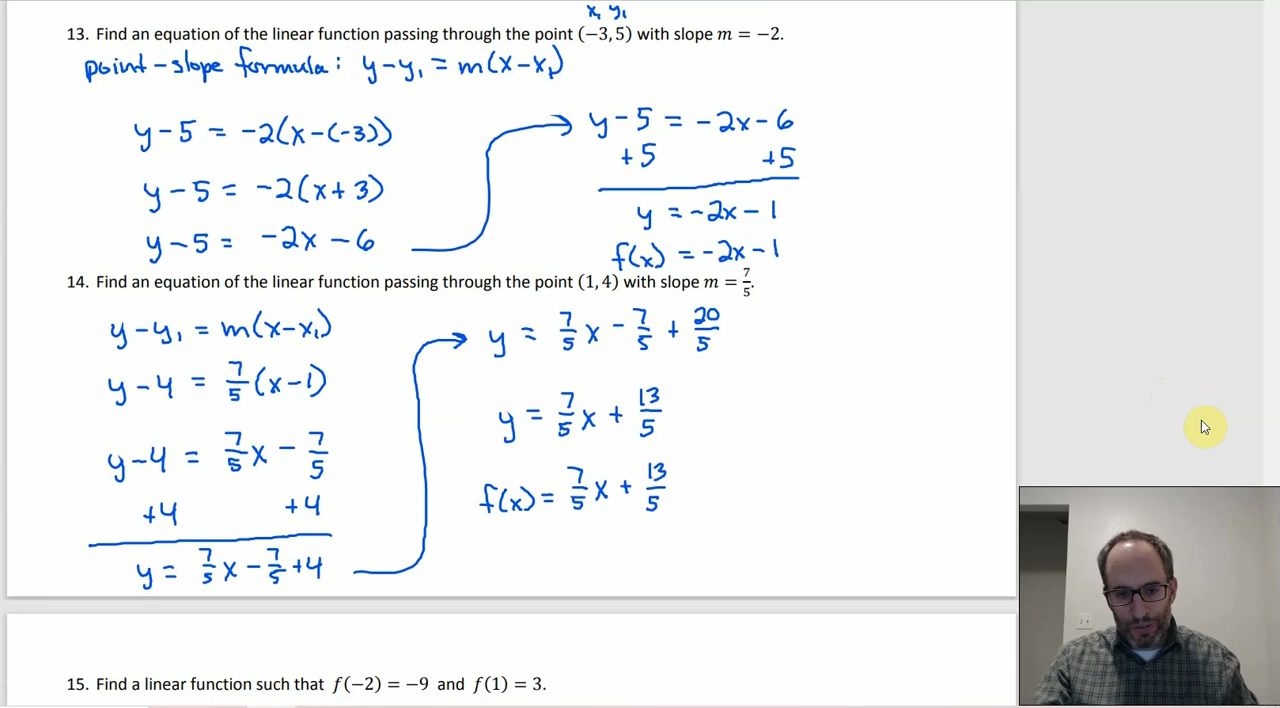 x₁ y₁
13. Find an equation of the linear function passing through the point (−3, 5) with slope m = −2.
point-slope formula: y-y₁ = m(x-x₁)
y-5 = -2(x-(-3))
y-5 = -2(x+3)
y-5 = -2x -6
y-5 = -2x-6
+5 +5
y = -2x-1
f(x) = -2x-1
14. Find an equation of the linear function passing through the point (1, 4) with slope m = 7/5.
y-y₁ = m(x-x₁)
y-4 = 7/5(x-1)
y-4 = 7/5x - 7/5
+4 +4
y = 7/5x - 7/5 +4
y = 7/5x - 7/5 + 20/5
y = 7/5x + 13/5
f(x) = 7/5x + 13/5
15. Find a linear function such that f(−2) = −9 and f(1) = 3.